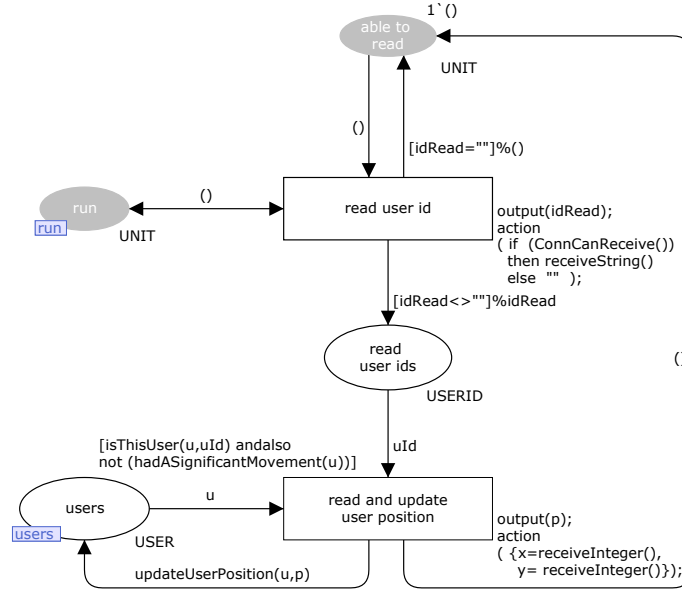 1`()
able to
read
UNIT
()
[idRead=""]%()
run
run
UNIT
()
read user id
output(idRead);
action
( if (ConnCanReceive())
then receiveString()
else "" );
[idRead<>""]%idRead
read
user ids
USERID
()
uId
[isThisUser(u,uId) andalso
not (hadASignificantMovement(u))]
users
users
USER
u
read and update
user position
output(p);
action
( {x=receiveInteger(),
y= receiveInteger()});
updateUserPosition(u,p)